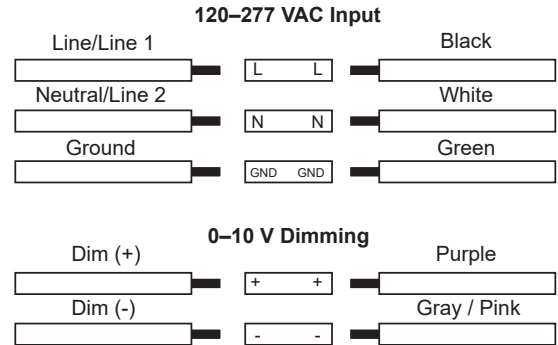 120–277 VAC Input
Line/Line 1 Black
L L
Neutral/Line 2 White
N N
Ground Green
GND GND
0–10 V Dimming
Dim (+) Purple
+ +
Dim (-) Gray / Pink
- -